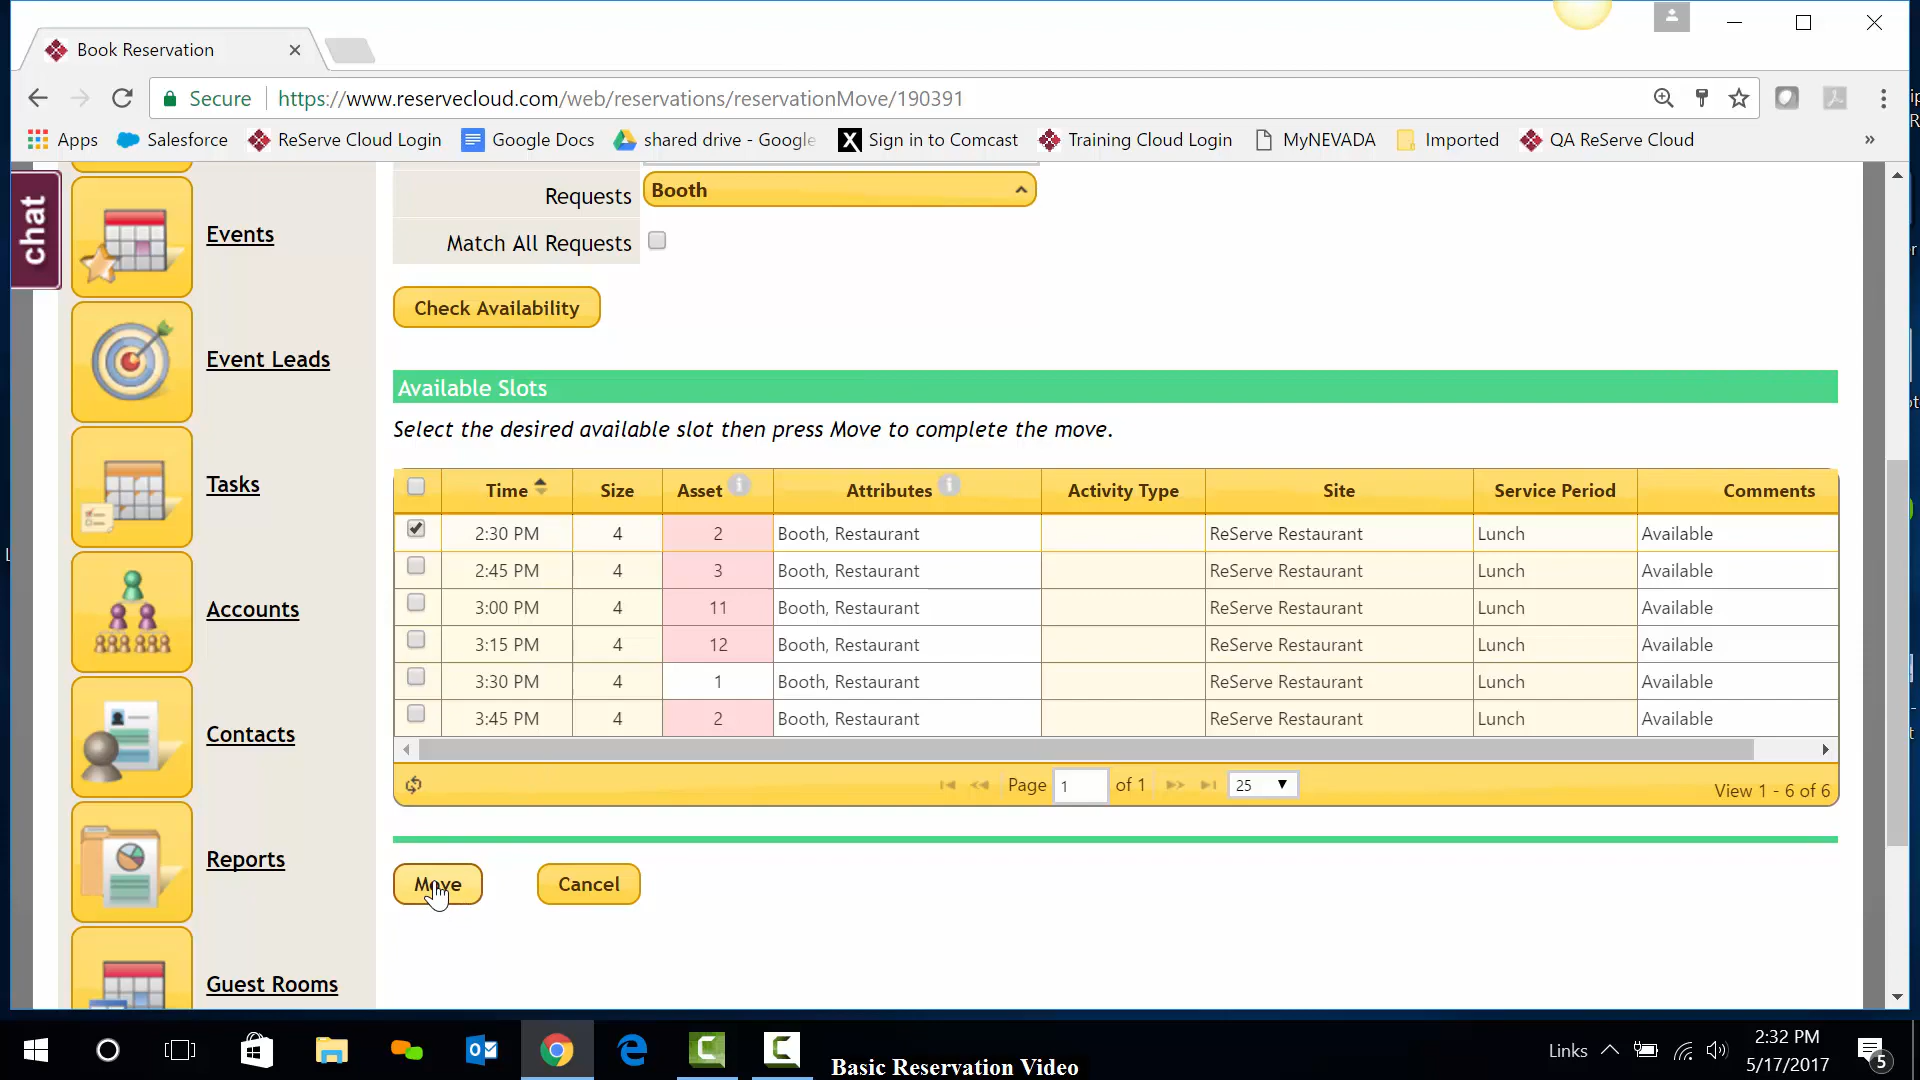 Book Reservation
Secure https://www.reservecloud.com/web/reservations/reservationMove/190391
Apps Salesforce ReServe Cloud Login Google Docs shared drive - Google X Sign in to Comcast Training Cloud Login MyNEVADA Imported QA ReServe Cloud »
chat
Events
Event Leads
Tasks
Accounts
Contacts
Reports
Guest Rooms
Requests Booth
Match All Requests
Check Availability
Available Slots
Select the desired available slot then press Move to complete the move.
Time Size Asset Attributes Activity Type Site Service Period Comments
2:30 PM 4 2 Booth, Restaurant ReServe Restaurant Lunch Available
2:45 PM 4 3 Booth, Restaurant ReServe Restaurant Lunch Available
3:00 PM 4 11 Booth, Restaurant ReServe Restaurant Lunch Available
3:15 PM 4 12 Booth, Restaurant ReServe Restaurant Lunch Available
3:30 PM 4 1 Booth, Restaurant ReServe Restaurant Lunch Available
3:45 PM 4 2 Booth, Restaurant ReServe Restaurant Lunch Available
Page 1 of 1 25 View 1 - 6 of 6
Move Cancel
Links 2:32 PM
5/17/2017 5
Basic Reservation Video